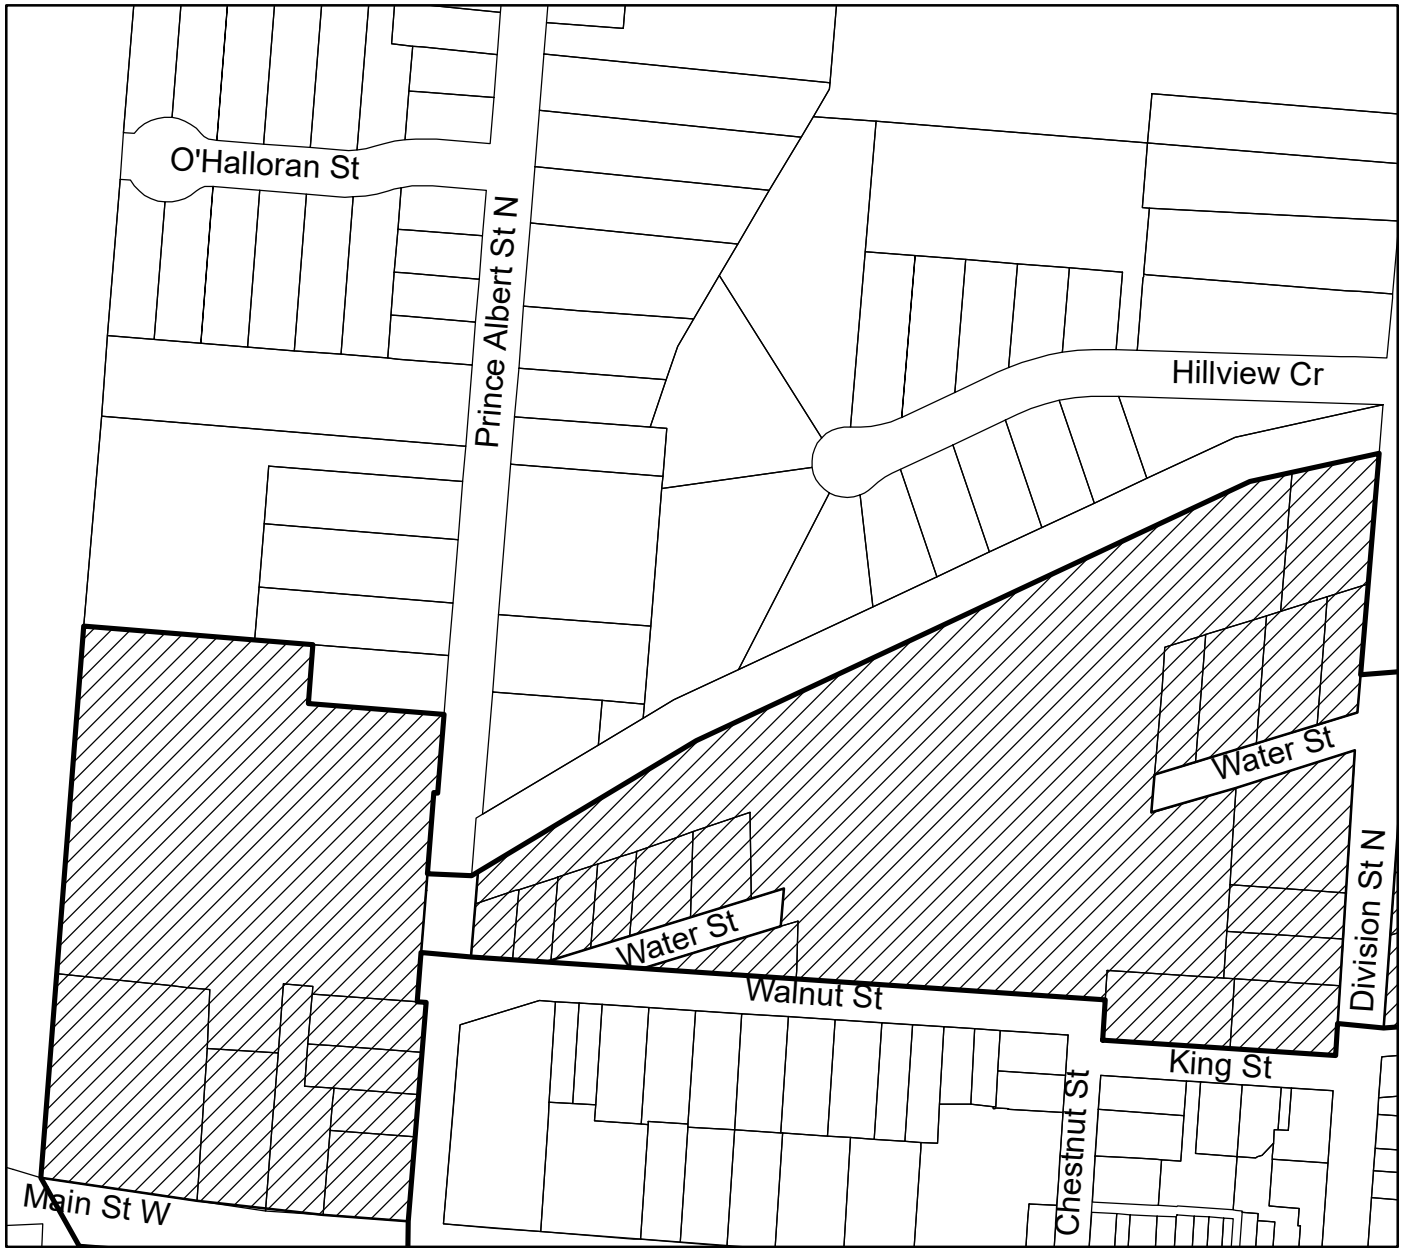 O'Halloran St
Prince Albert St N
Hillview Cr
Water St
Division St N
Water St
Walnut St
King St
Chestnut St
Main St W